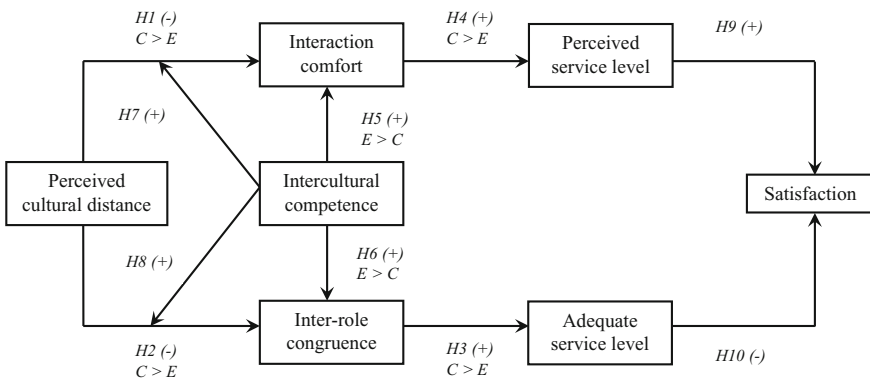 H1 (-)
C > E
Interaction
comfort
H4 (+)
C > E
Perceived
service level
H9 (+)
H7 (+)
H5 (+)
E > C
Perceived
cultural distance
Intercultural
competence
Satisfaction
H8 (+)
H6 (+)
E > C
Inter-role
congruence
Adequate
service level
H2 (-)
C > E
H3 (+)
C > E
H10 (-)